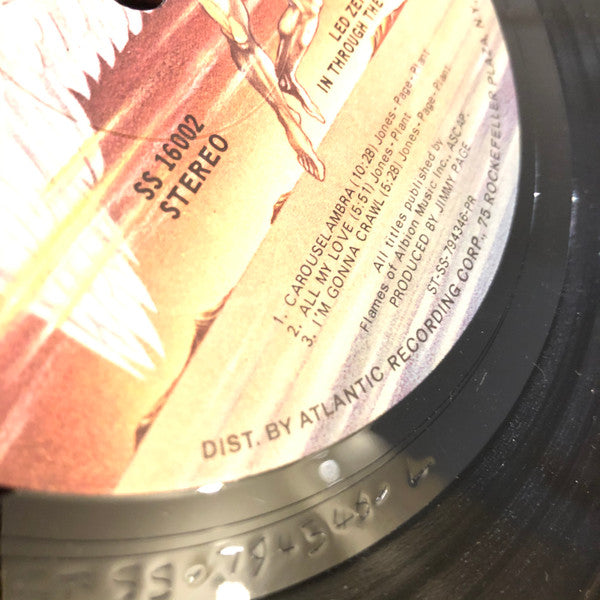 LED ZE
IN THROUGH THE
SS 16002
STEREO
1. CAROUSELAMBRA (10:28) Jones-Page-Plant
2. ALL MY LOVE (5:51) Jones-Plant
3. I'M GONNA CRAWL (5:28) Jones-Page-Plant
All titles published by
Flames of Albion Music Inc., ASCAP.
PRODUCED BY JIMMY PAGE
ST-SS-794346-PR
DIST. BY ATLANTIC RECORDING CORP., 75 ROCKEFELLER PLAZA, N.Y.